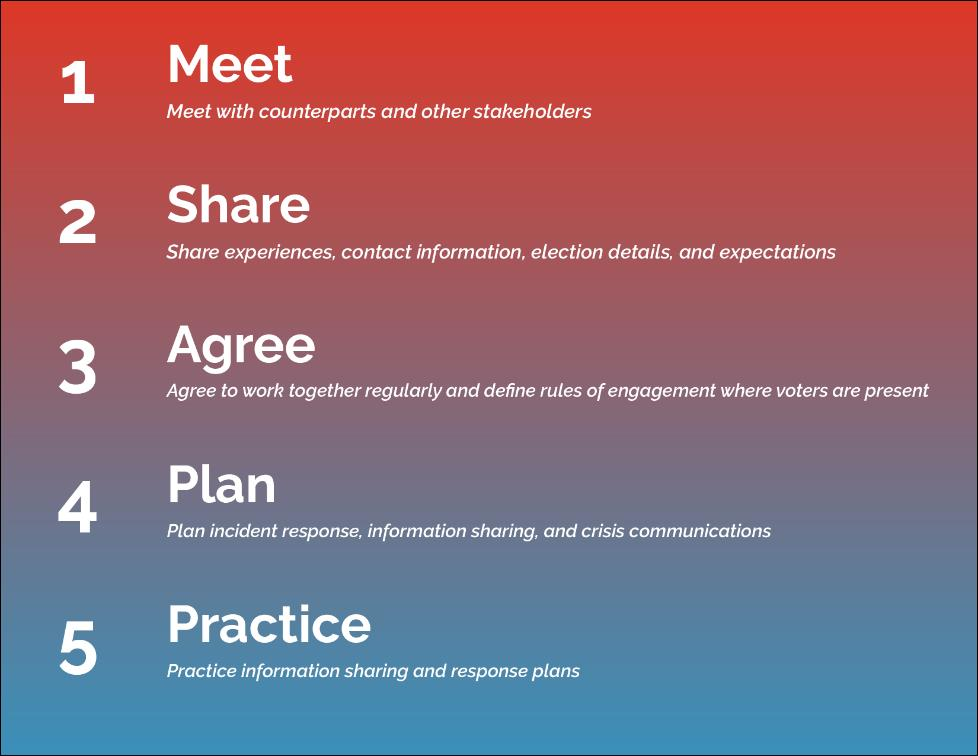 1
Meet
Meet with counterparts and other stakeholders
2
Share
Share experiences, contact information, election details, and expectations
3
Agree
Agree to work together regularly and define rules of engagement where voters are present
4
Plan
Plan incident response, information sharing, and crisis communications
5
Practice
Practice information sharing and response plans